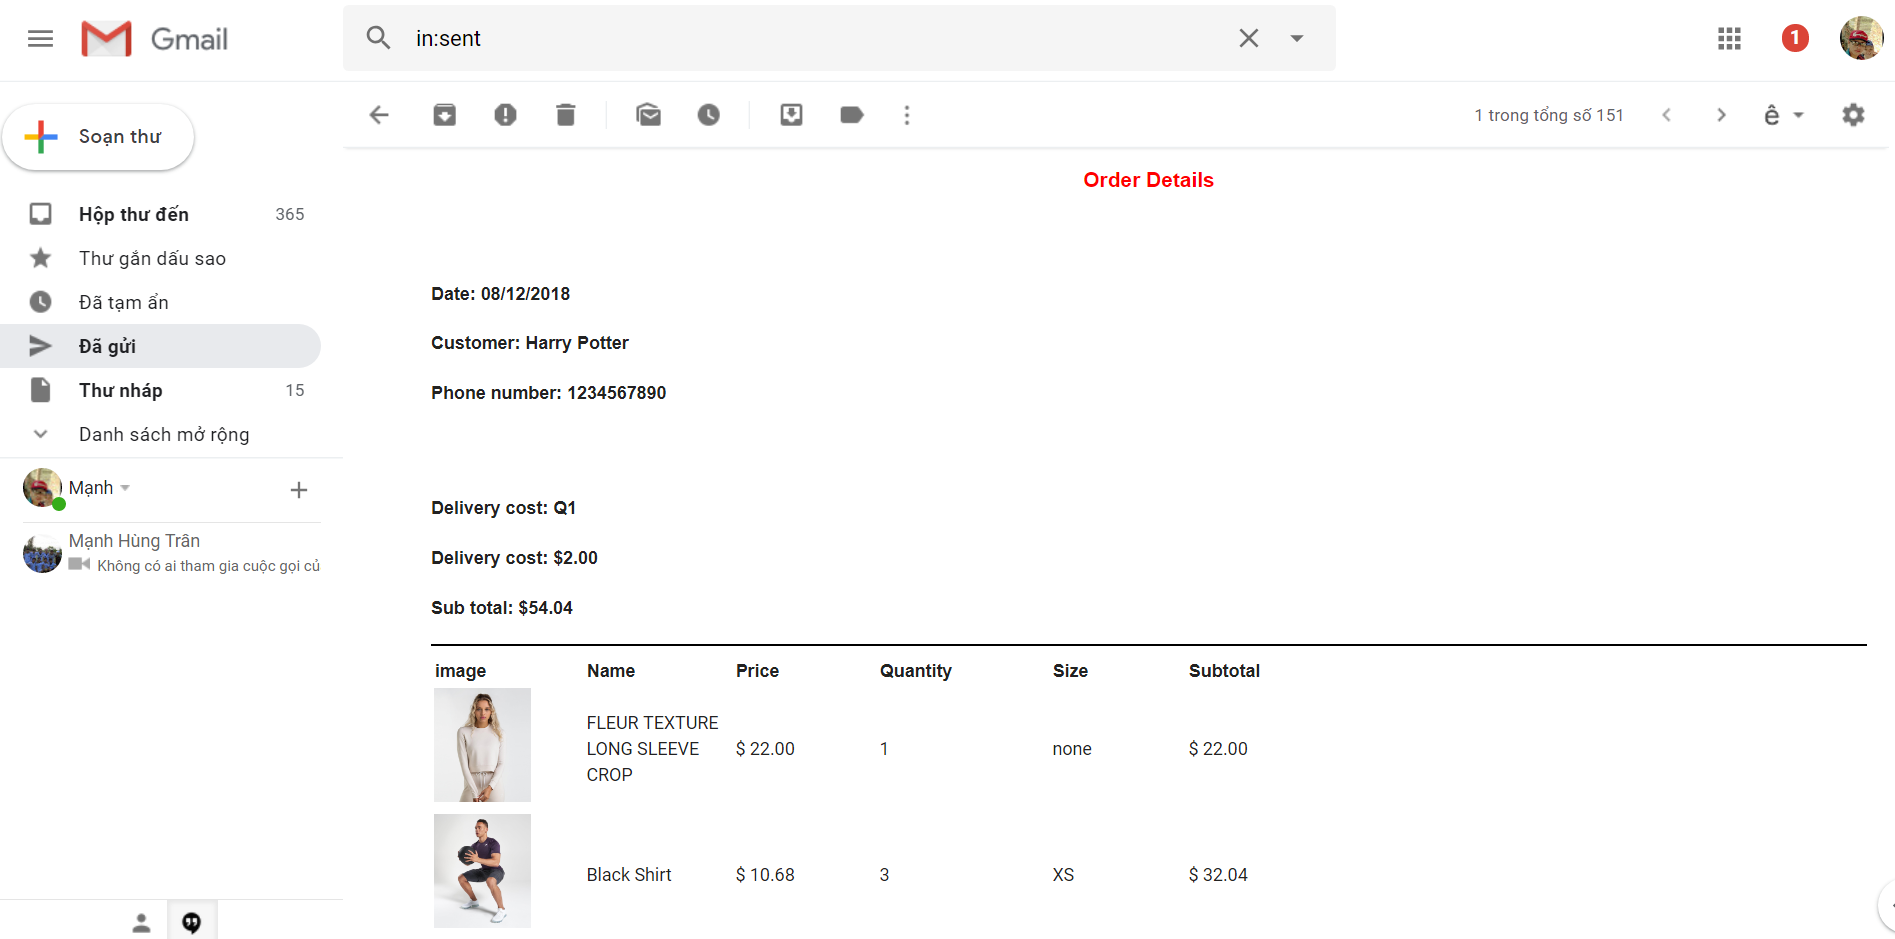 Gmail
in:sent
1
Soạn thư
1 trong tổng số 151
ê
Order Details
Hộp thư đến 365
Thư gắn dấu sao
Đã tạm ẩn
Đã gửi
Thư nháp 15
Danh sách mở rộng
Mạnh
Mạnh Hùng Trân
Không có ai tham gia cuộc gọi củ
Date: 08/12/2018
Customer: Harry Potter
Phone number: 1234567890
Delivery cost: Q1
Delivery cost: $2.00
Sub total: $54.04
image Name Price Quantity Size Subtotal
FLEUR TEXTURE
LONG SLEEVE $ 22.00 1 none $ 22.00
CROP
Black Shirt $ 10.68 3 XS $ 32.04